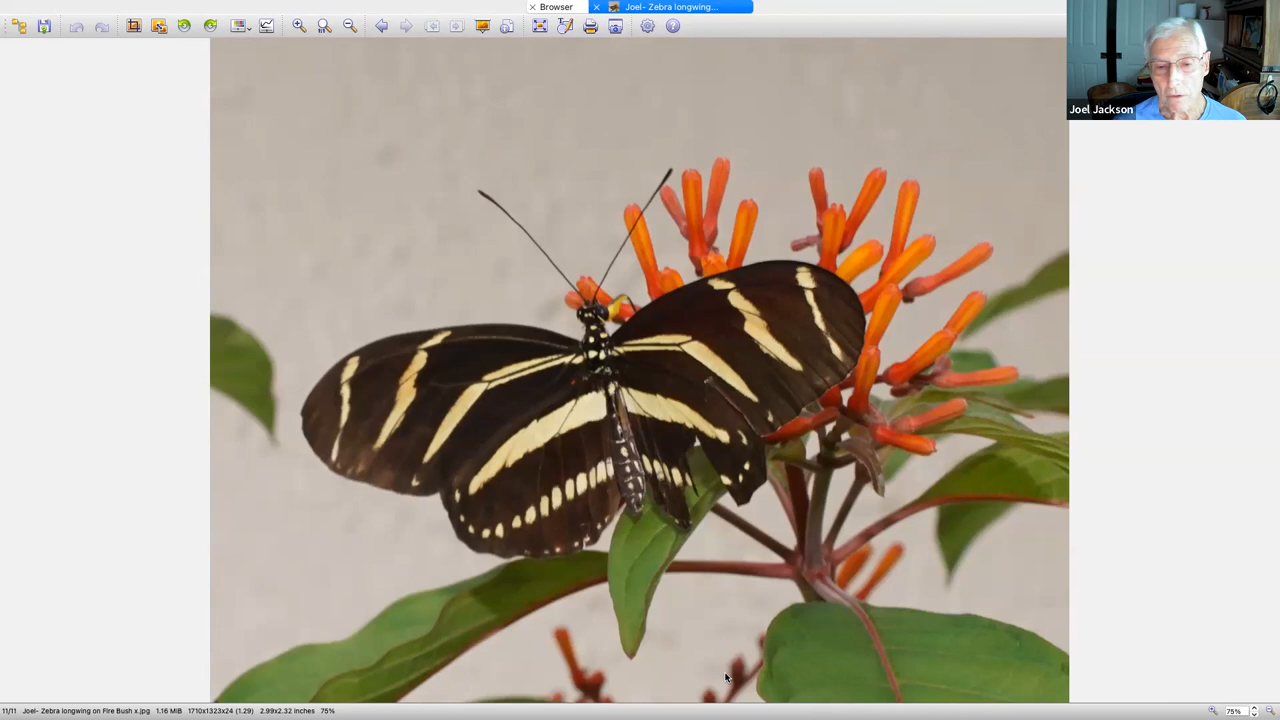 Browser
Joel- Zebra longwing...
Joel Jackson
11/11 Joel- Zebra longwing on Fire Bush x.jpg 1.16 MiB 1710x1323x24 (1.29) 2.99x2.32 inches 75%
75%